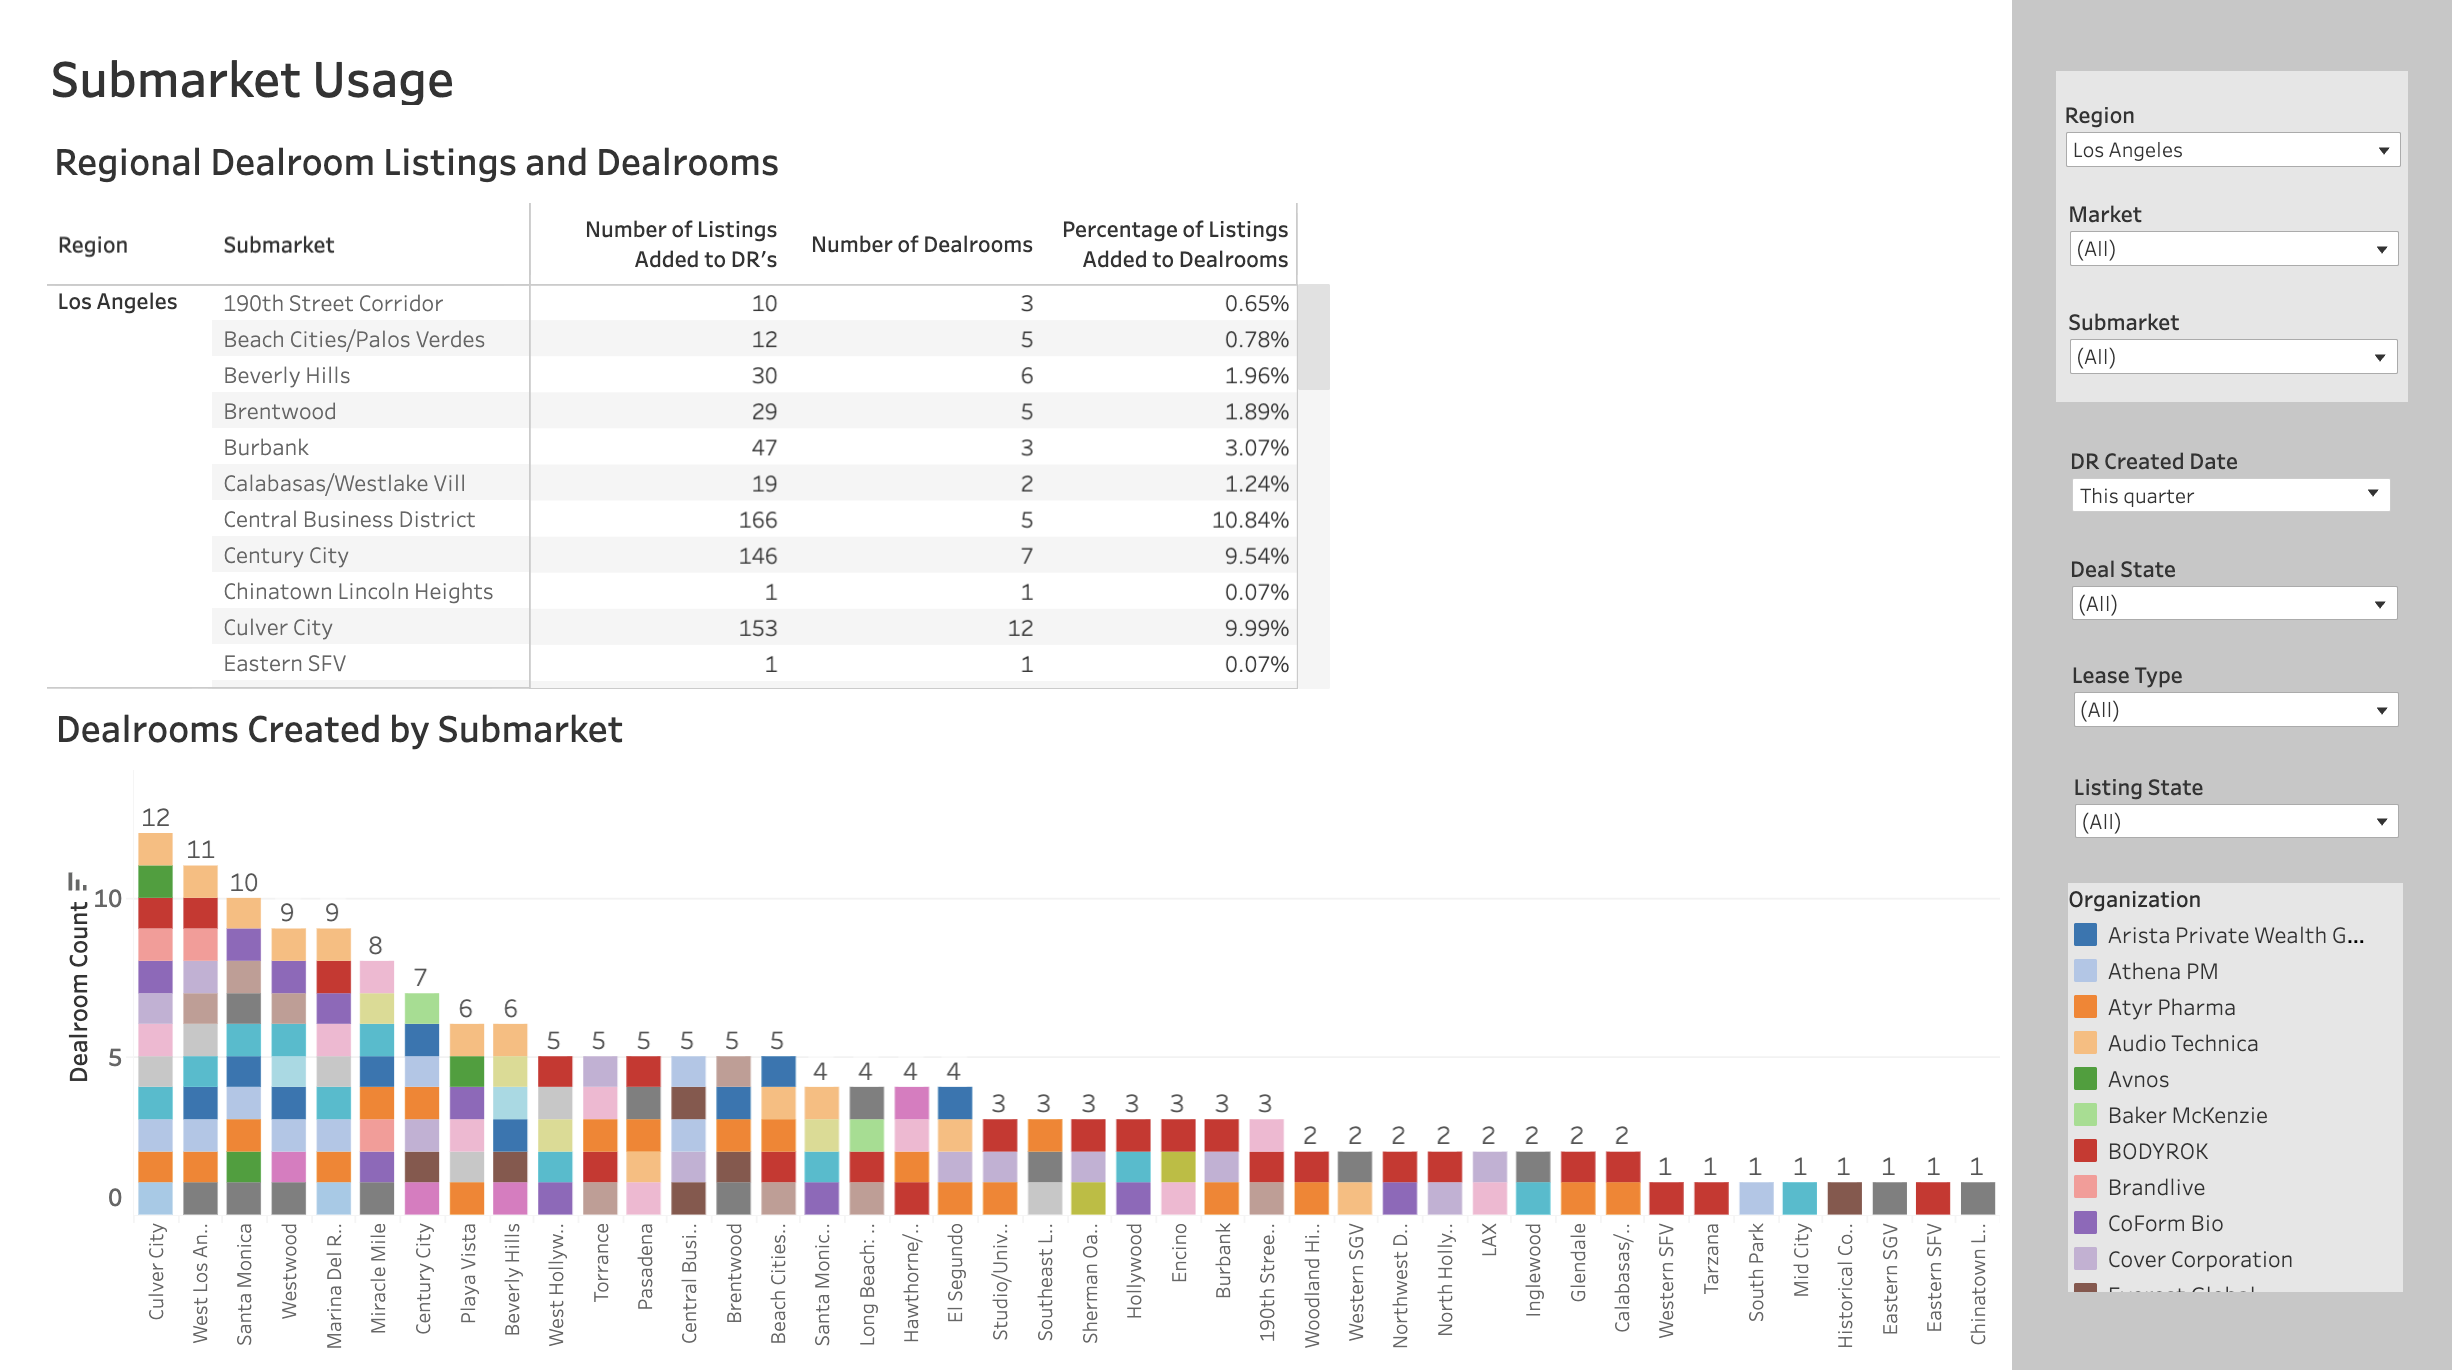 Submarket Usage
Regional Dealroom Listings and Dealrooms
Region Submarket Number of Listings Added to DR's Number of Dealrooms Percentage of Listings Added to Dealrooms
Los Angeles 190th Street Corridor 10 3 0.65%
Beach Cities/Palos Verdes 12 5 0.78%
Beverly Hills 30 6 1.96%
Brentwood 29 5 1.89%
Burbank 47 3 3.07%
Calabasas/Westlake Vill 19 2 1.24%
Central Business District 166 5 10.84%
Century City 146 7 9.54%
Chinatown Lincoln Heights 1 1 0.07%
Culver City 153 12 9.99%
Eastern SFV 1 1 0.07%
Dealrooms Created by Submarket
Dealroom Count
10
5
0
12 11 10 9 9 8 7 6 6 5 5 5 5 5 5 4 4 4 4 3 3 3 3 3 3 3 2 2 2 2 2 2 2 2 1 1 1 1 1 1 1 1
Culver City
West Los An..
Santa Monica
Westwood
Marina Del R..
Miracle Mile
Century City
Playa Vista
Beverly Hills
West Hollyw..
Torrance
Pasadena
Central Busi..
Brentwood
Beach Cities..
Santa Monic..
Long Beach: ..
Hawthorne/..
El Segundo
Studio/Univ..
Southeast L..
Sherman Oa..
Hollywood
Encino
Burbank
190th Stree..
Woodland Hi..
Western SGV
Northwest D..
North Holly..
LAX
Inglewood
Glendale
Calabasas/..
Western SFV
Tarzana
South Park
Mid City
Historical Co..
Eastern SGV
Eastern SFV
Chinatown L..
Region
Los Angeles
Market
(All)
Submarket
(All)
DR Created Date
This quarter
Deal State
(All)
Lease Type
(All)
Listing State
(All)
Organization
Arista Private Wealth G...
Athena PM
Atyr Pharma
Audio Technica
Avnos
Baker McKenzie
BODYROK
Brandlive
CoForm Bio
Cover Corporation